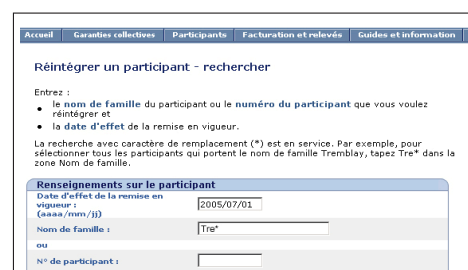 Accueil Garanties collectives Participants Facturation et relevés Guides et information
Réintégrer un participant - rechercher
Entrez :
• le nom de famille du participant ou le numéro du participant que vous voulez
réintégrer et
• la date d'effet de la remise en vigueur.
La recherche avec caractère de remplacement (*) est en service. Par exemple, pour
sélectionner tous les participants qui portent le nom de famille Tremblay, tapez Tre* dans la
zone Nom de famille.
Renseignements sur le participant
Date d'effet de la remise en
vigueur : 2005/07/01
(aaaa/mm/jj)
Nom de famille : Tre*
ou
N° de participant :